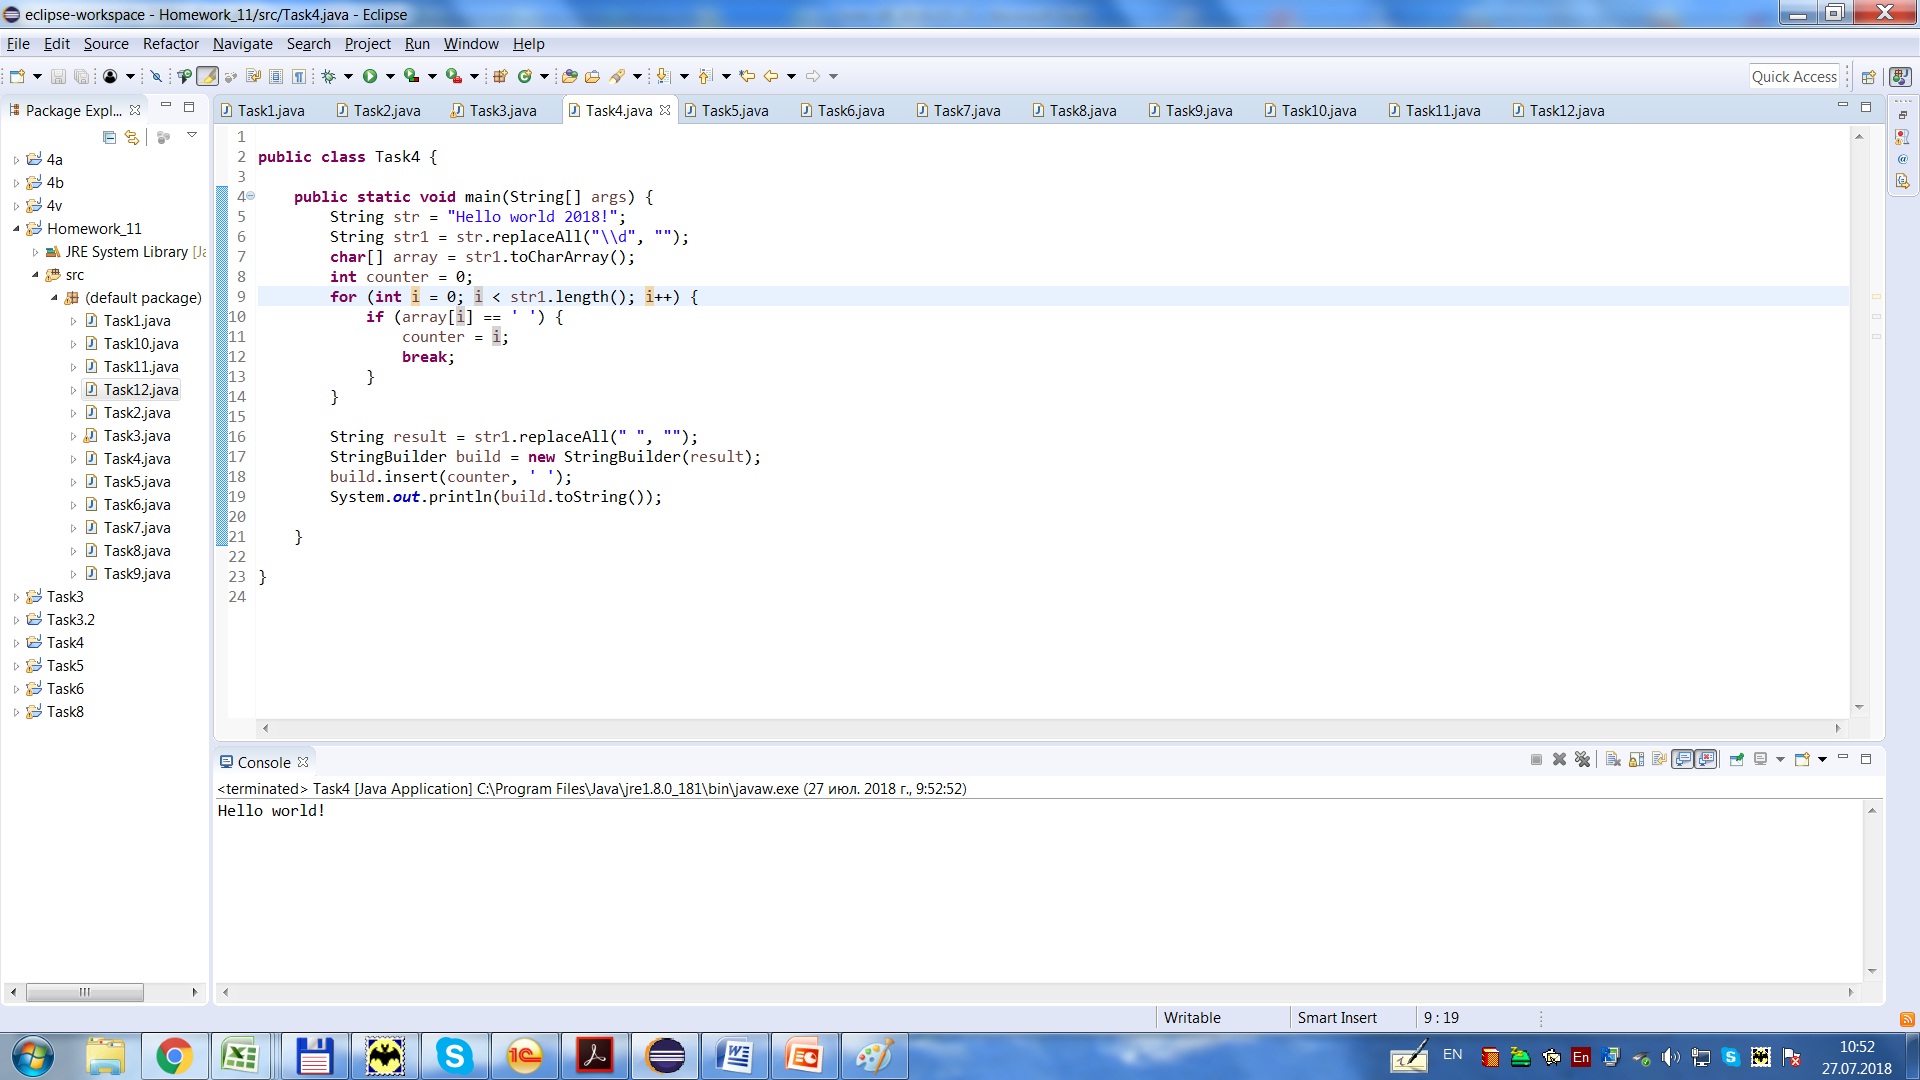 eclipse-workspace - Homework_11/src/Task4.java - Eclipse
File Edit Source Refactor Navigate Search Project Run Window Help
Quick Access
Package Expl...
Task1.java Task2.java Task3.java Task4.java Task5.java Task6.java Task7.java Task8.java Task9.java Task10.java Task11.java Task12.java
4a
4b
4v
Homework_11
JRE System Library [Ja
src
(default package)
Task1.java
Task10.java
Task11.java
Task12.java
Task2.java
Task3.java
Task4.java
Task5.java
Task6.java
Task7.java
Task8.java
Task9.java
Task3
Task3.2
Task4
Task5
Task6
Task8
1
2 public class Task4 {
3
4 public static void main(String[] args) {
5 String str = "Hello world 2018!";
6 String str1 = str.replaceAll("\\d", "");
7 char[] array = str1.toCharArray();
8 int counter = 0;
9 for (int i = 0; i < str1.length(); i++) {
10 if (array[i] == ' ') {
11 counter = i;
12 break;
13 }
14 }
15
16 String result = str1.replaceAll(" ", "");
17 StringBuilder build = new StringBuilder(result);
18 build.insert(counter, ' ');
19 System.out.println(build.toString());
20
21 }
22
23 }
24
Console
<terminated> Task4 [Java Application] C:\Program Files\Java\jre1.8.0_181\bin\javaw.exe (27 июл. 2018 г., 9:52:52)
Hello world!
Writable Smart Insert 9 : 19
EN En
10:52
27.07.2018